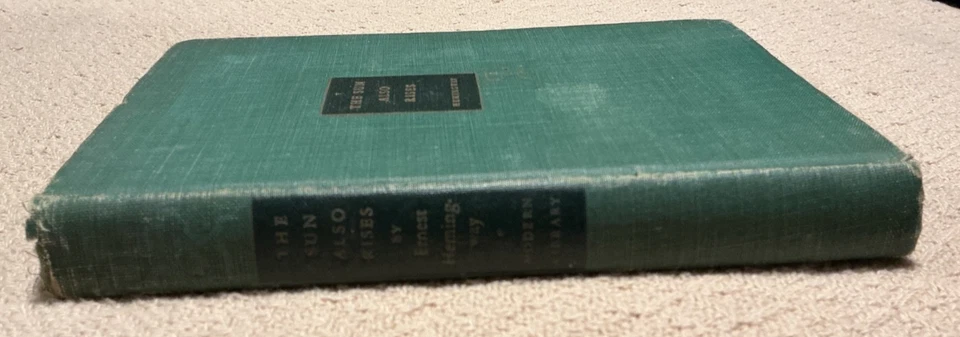 THE SUN
ALSO
RISES
HEMINGWAY
THE
SUN
ALSO
RISES
BY
Ernest
Heming-
way
MODERN
LIBRARY